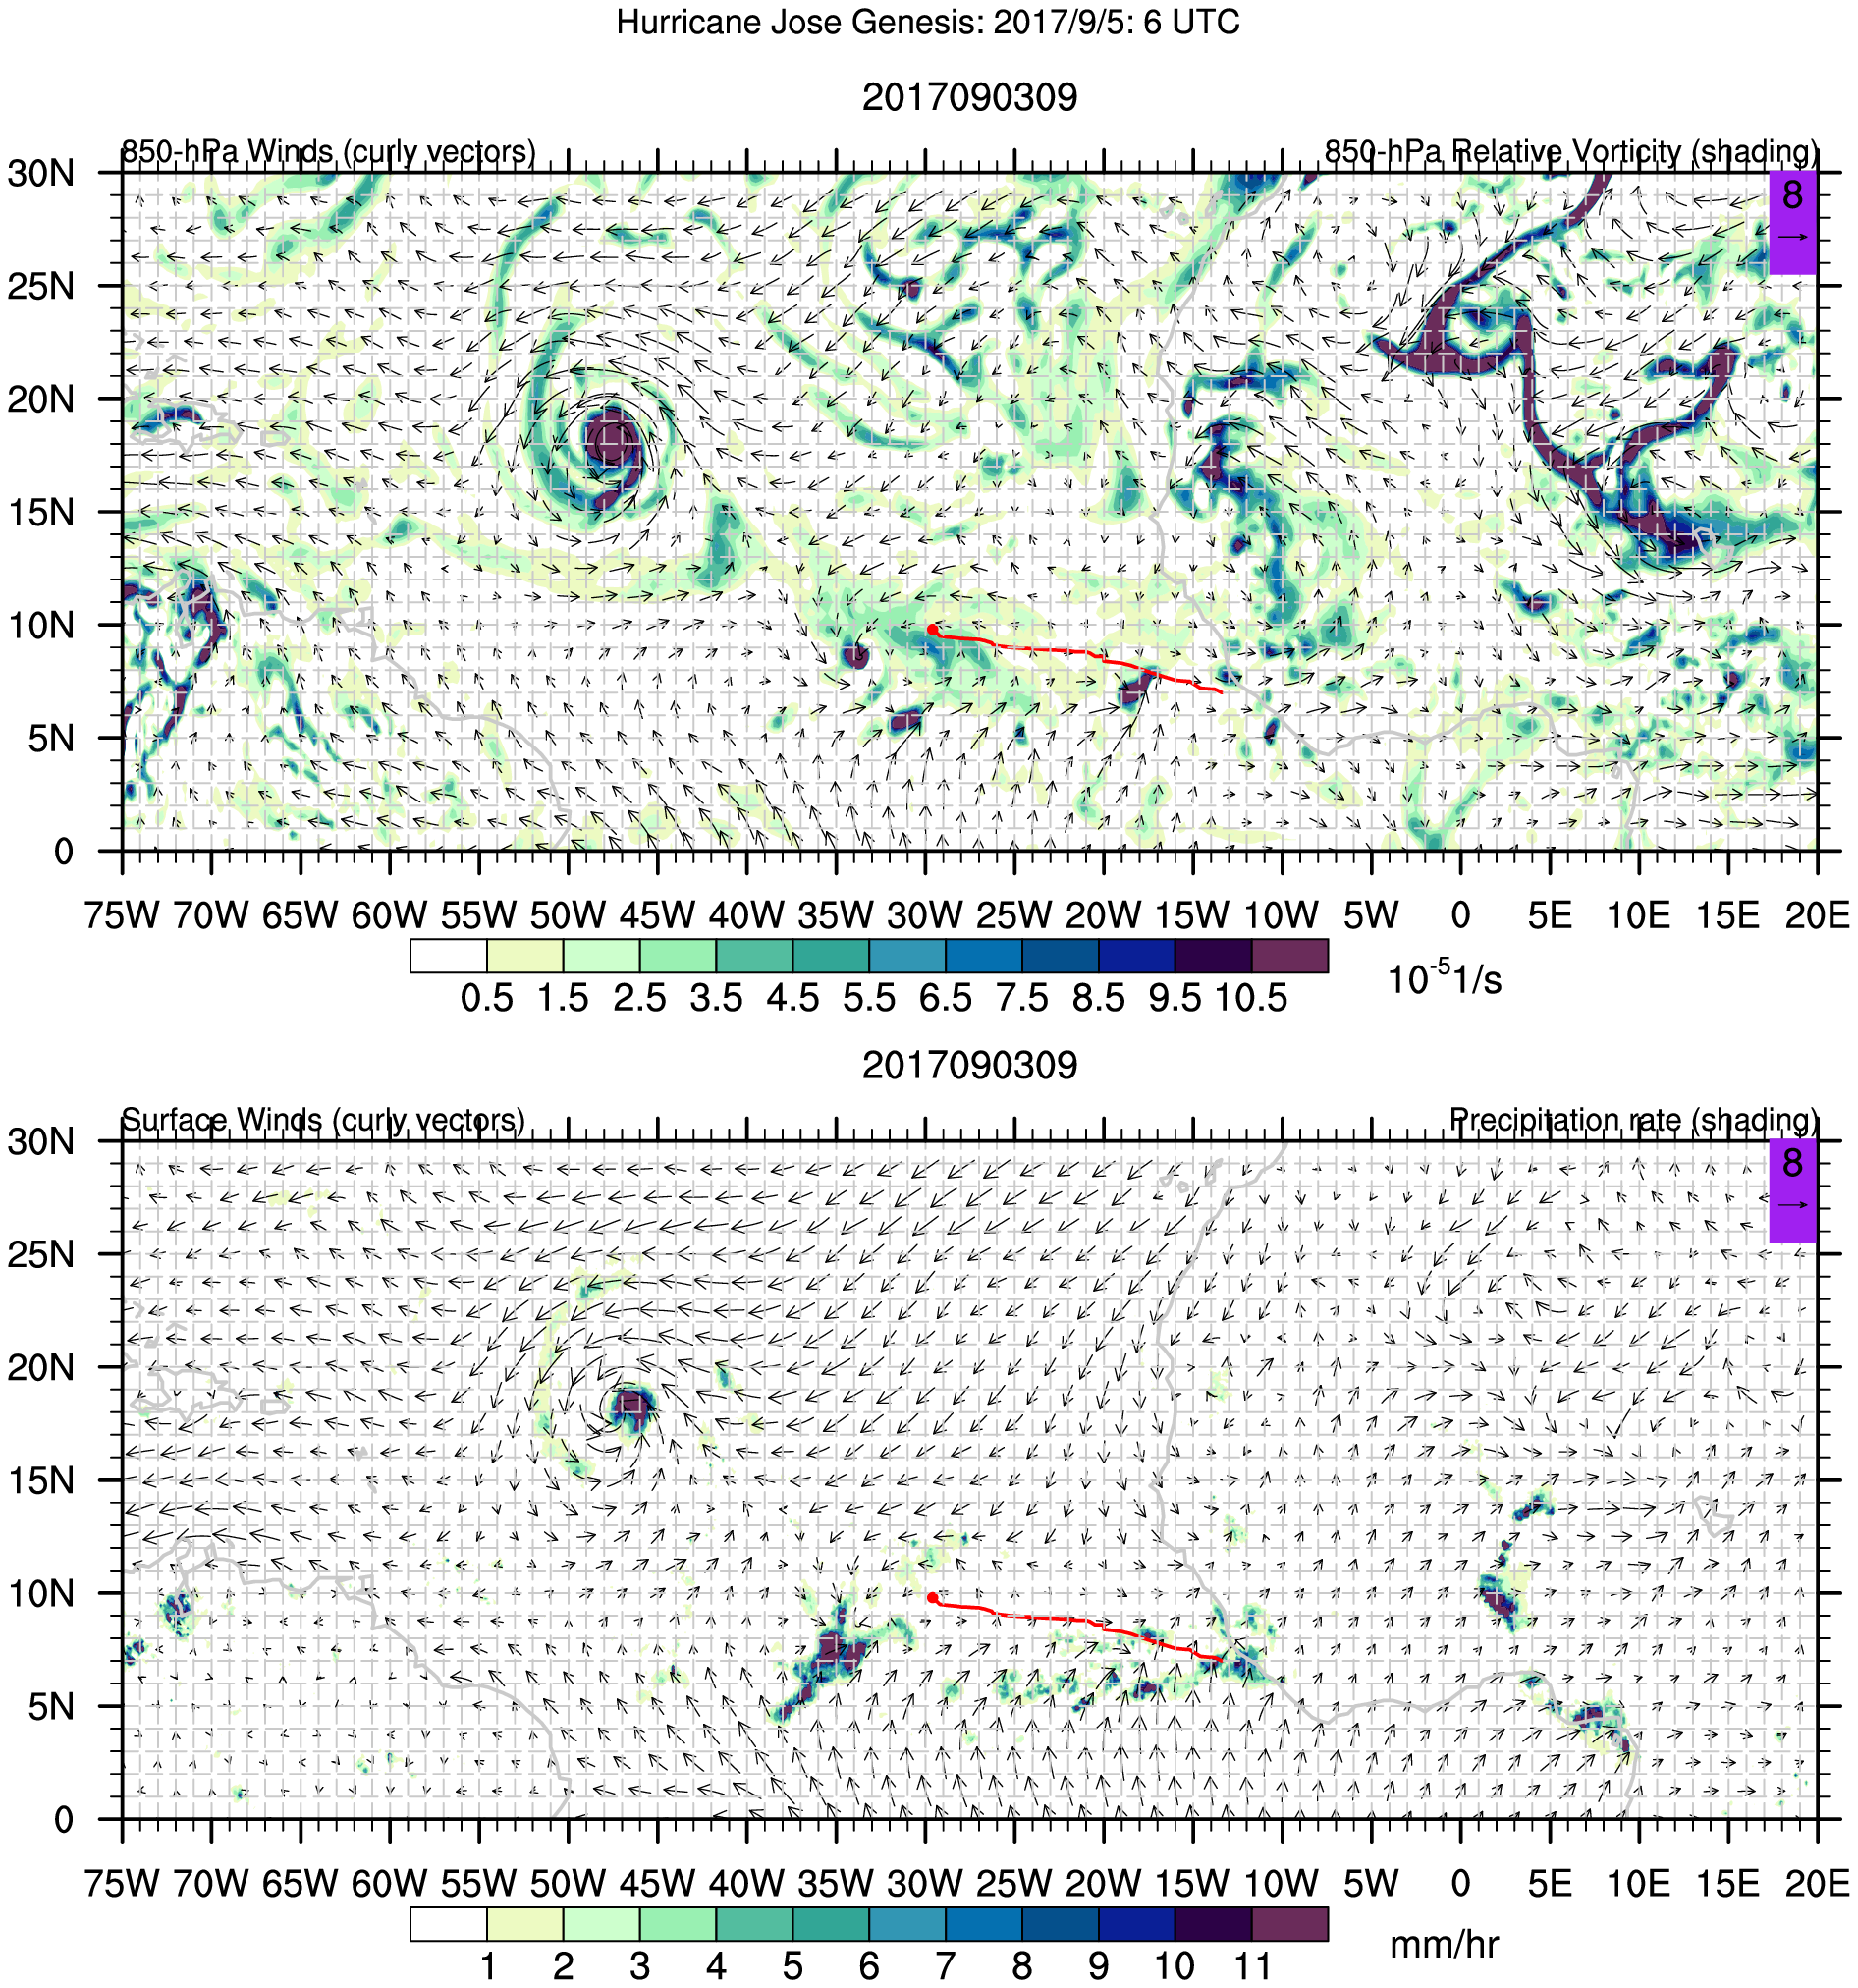 Hurricane Jose Genesis: 2017/9/5: 6 UTC
2017090309
850-hPa Winds (curly vectors) 850-hPa Relative Vorticity (shading)
30N
8
25N
20N
15N
10N
5N
0
75W 70W 65W 60W 55W 50W 45W 40W 35W 30W 25W 20W 15W 10W 5W 0 5E 10E 15E 20E
0.5 1.5 2.5 3.5 4.5 5.5 6.5 7.5 8.5 9.5 10.5
10⁻⁵1/s
2017090309
Surface Winds (curly vectors) Precipitation rate (shading)
30N
8
25N
20N
15N
10N
5N
0
75W 70W 65W 60W 55W 50W 45W 40W 35W 30W 25W 20W 15W 10W 5W 0 5E 10E 15E 20E
1 2 3 4 5 6 7 8 9 10 11
mm/hr